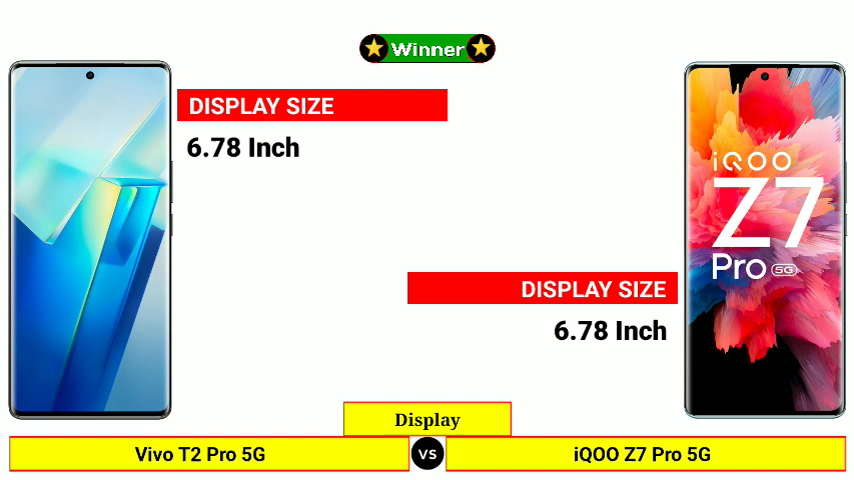 Winner
DISPLAY SIZE
6.78 Inch
iQOO
Z7
Pro 5G
DISPLAY SIZE
6.78 Inch
Display
Vivo T2 Pro 5G
VS
iQOO Z7 Pro 5G